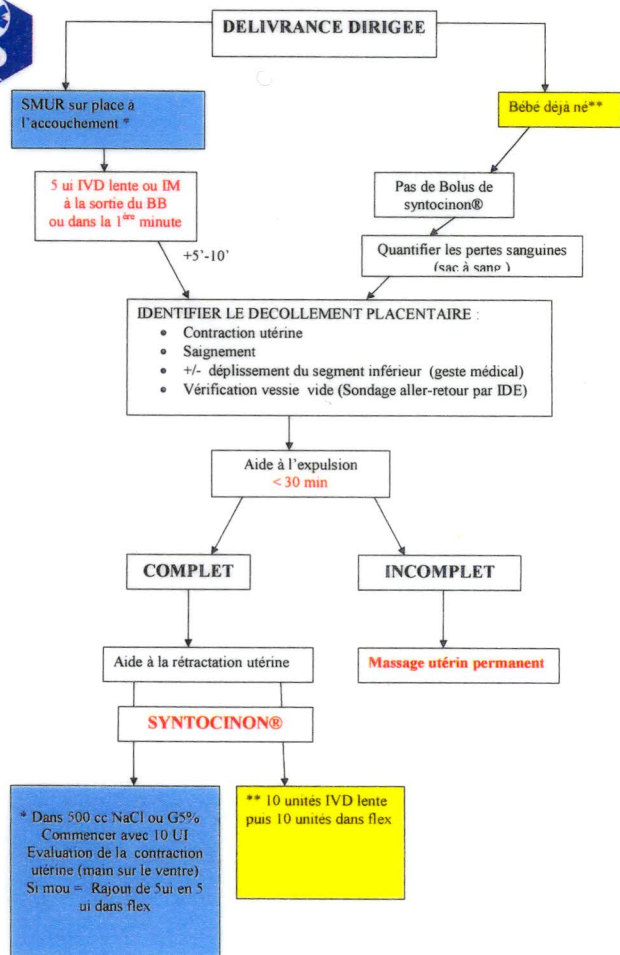 DELIVRANCE DIRIGEE
SMUR sur place à
l'accouchement *
Bébé déjà né**
5 ui IVD lente ou IM
à la sortie du BB
ou dans la 1ère minute
Pas de Bolus de
syntocinon®
+5'-10'
Quantifier les pertes sanguines
(sac à sang )
IDENTIFIER LE DECOLLEMENT PLACENTAIRE :
• Contraction utérine
• Saignement
• +/- déplissement du segment inférieur (geste médical)
• Vérification vessie vide (Sondage aller-retour par IDE)
Aide à l'expulsion
< 30 min
COMPLET
INCOMPLET
Aide à la rétractation utérine
Massage utérin permanent
SYNTOCINON®
* Dans 500 cc NaCl ou G5%
Commencer avec 10 UI
Evaluation de la contraction
utérine (main sur le ventre)
Si mou = Rajout de 5ui en 5
ui dans flex
** 10 unités IVD lente
puis 10 unités dans flex